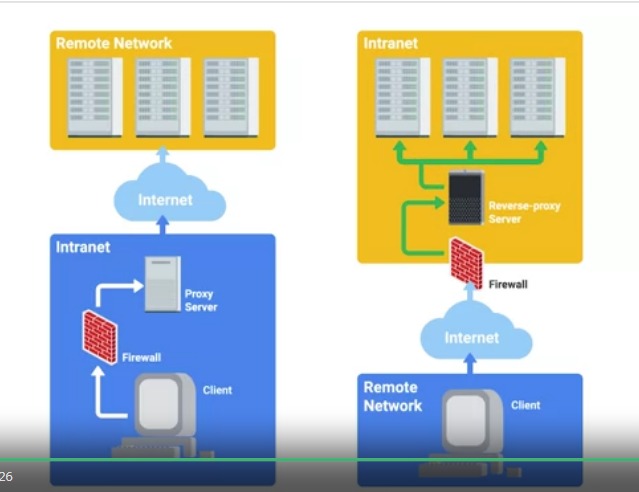 Remote Network
Internet
Intranet
Proxy
Server
Firewall
Client
Intranet
Reverse-proxy
Server
Firewall
Internet
Remote
Network
Client
26